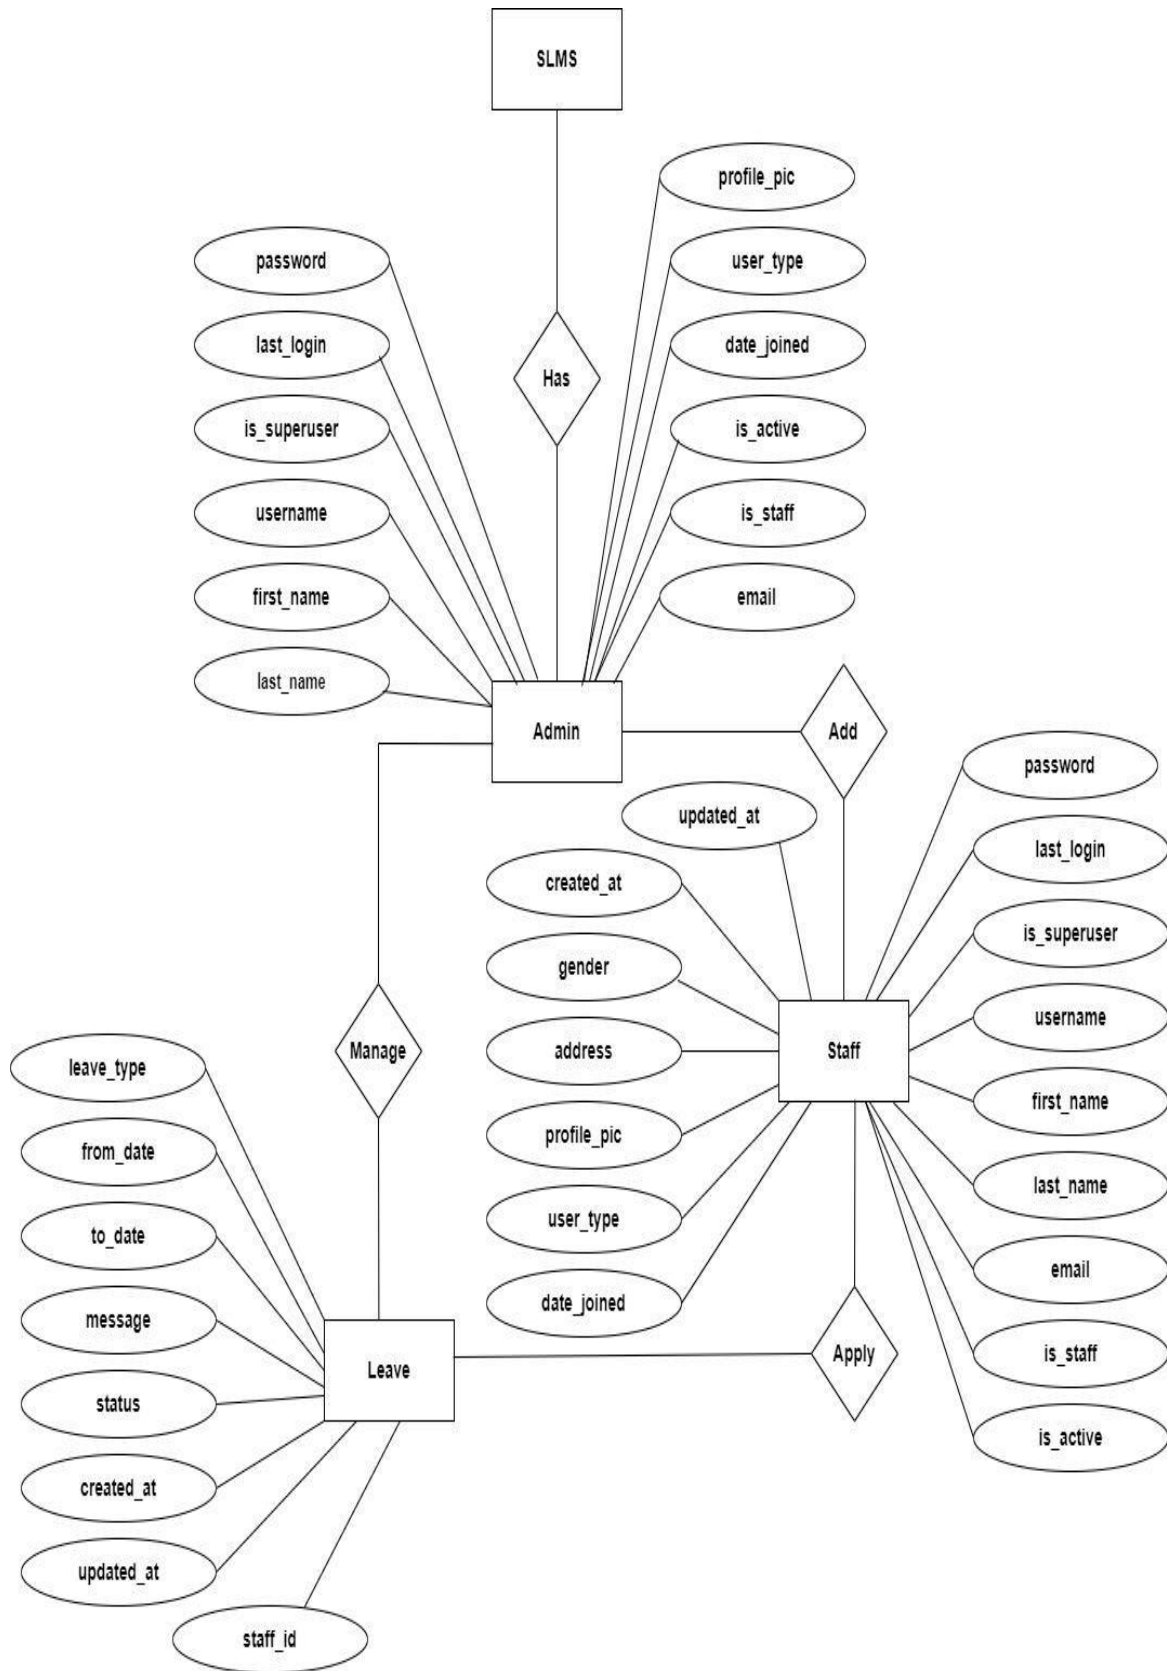 SLMS
profile_pic
password
user_type
last_login
date_joined
Has
is_superuser
is_active
username
is_staff
first_name
email
last_name
Admin
Add
password
updated_at
last_login
created_at
is_superuser
gender
username
leave_type
Manage
address
Staff
first_name
from_date
profile_pic
last_name
to_date
user_type
email
message
date_joined
is_staff
Leave
Apply
status
is_active
created_at
updated_at
staff_id